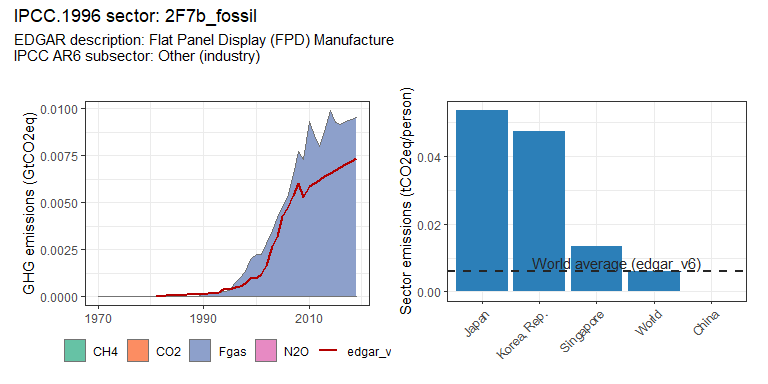 IPCC.1996 sector: 2F7b_fossil
EDGAR description: Flat Panel Display (FPD) Manufacture
IPCC AR6 subsector: Other (industry)
GHG emissions (GtCO2eq)
0.0100
0.0075
0.0050
0.0025
0.0000
1970
1990
2010
CH4
CO2
Fgas
N2O
edgar_v
Sector emissions (tCO2eq/person)
0.04
0.02
0.00
World average (edgar_v6)
Japan
Korea, Rep.
Singapore
World
China